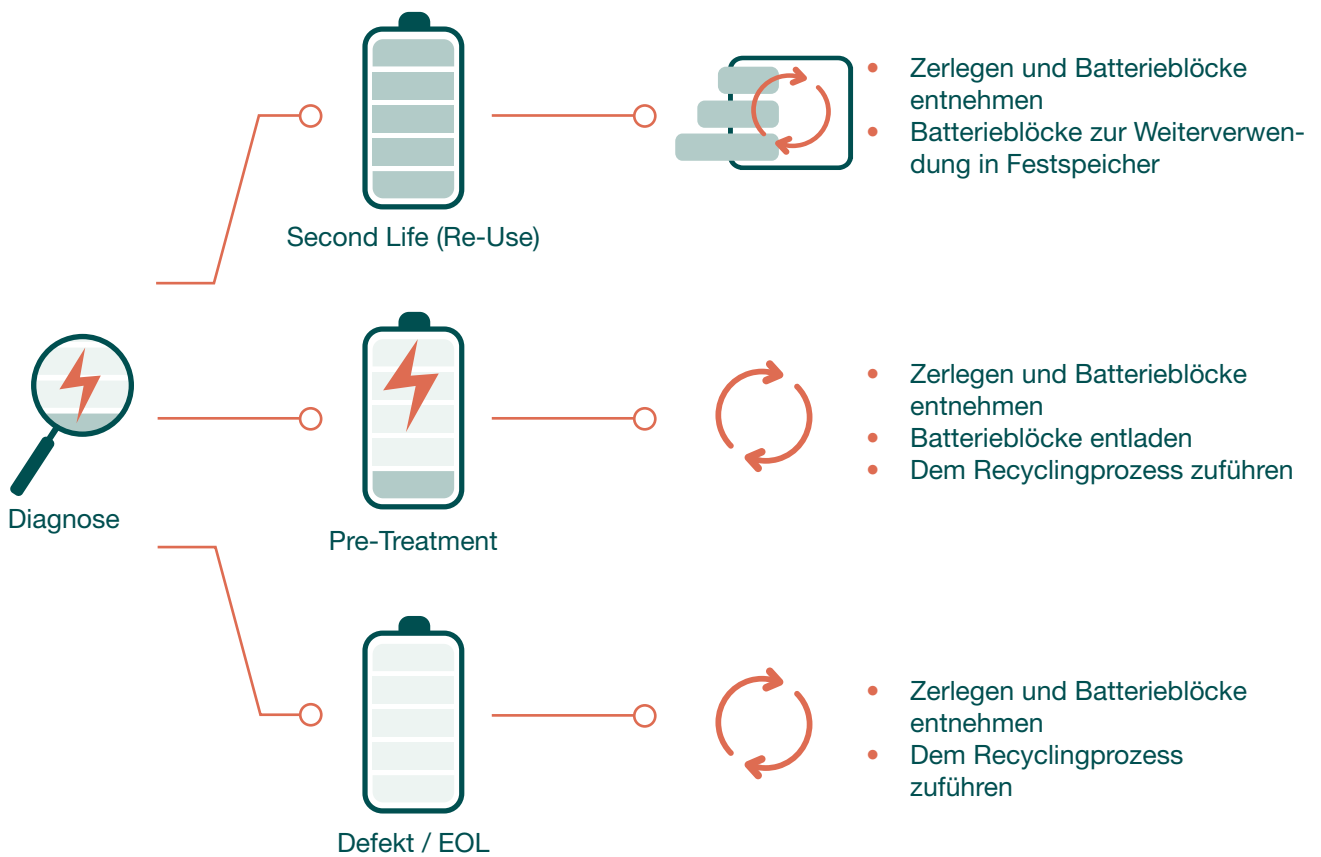 Zerlegen und Batterieblöcke
entnehmen
Batterieblöcke zur Weiterverwen-
dung in Festspeicher
Second Life (Re-Use)
Zerlegen und Batterieblöcke
entnehmen
Batterieblöcke entladen
Dem Recyclingprozess zuführen
Diagnose
Pre-Treatment
Zerlegen und Batterieblöcke
entnehmen
Dem Recyclingprozess
zuführen
Defekt / EOL